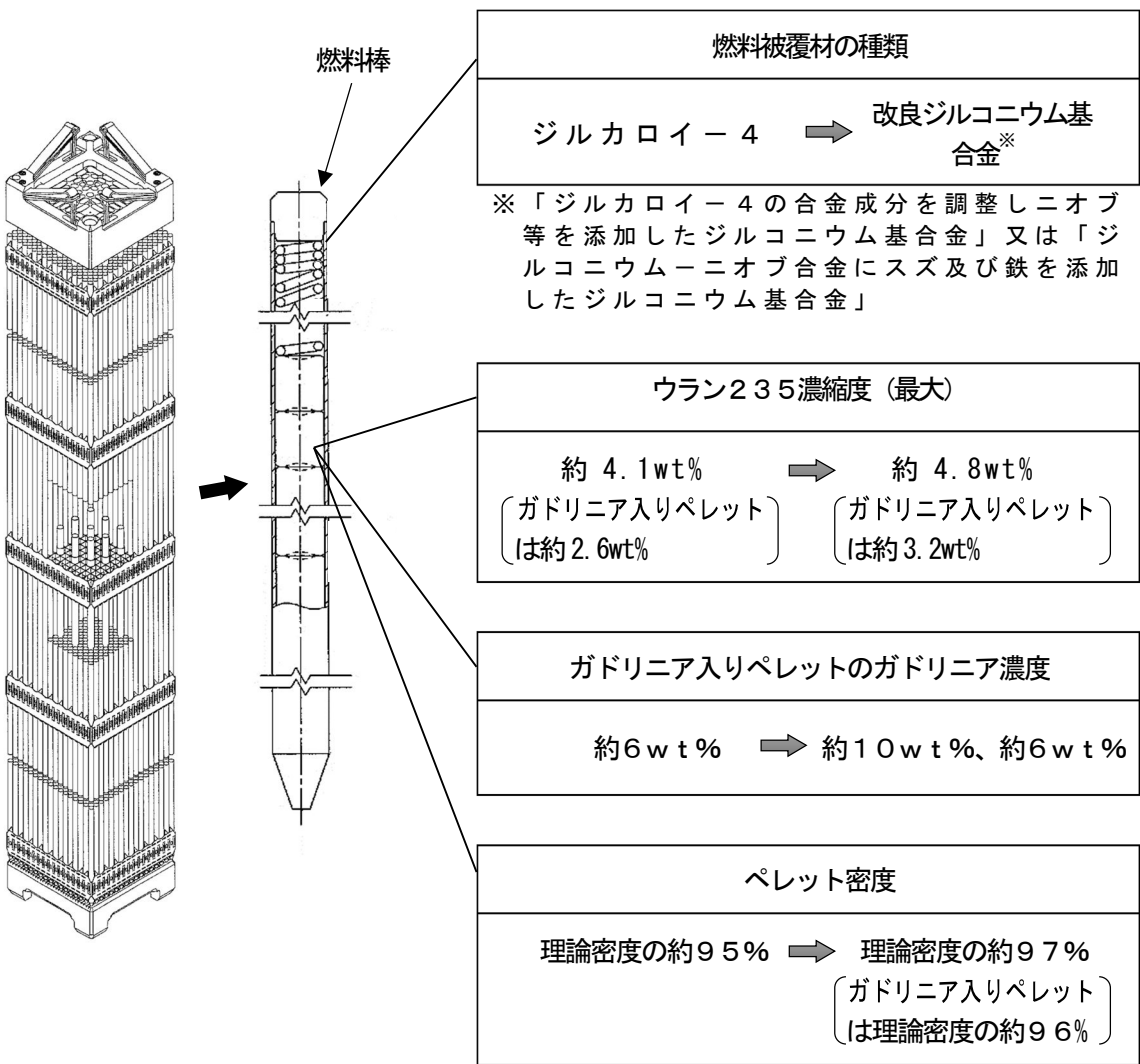 燃料棒
燃料被覆材の種類
ジルカロイー4
改良ジルコニウム基
合金※
※「ジルカロイー4の合金成分を調整しニオブ
等を添加したジルコニウム基合金」又は「ジ
ルコニウムーニオブ合金にスズ及び鉄を添加
したジルコニウム基合金」
ウラン235濃縮度(最大)
約 4.1wt%
ガドリニア入りペレット
は約2.6wt%
約 4.8wt%
ガドリニア入りペレット
は約3.2wt%
ガドリニア入りペレットのガドリニア濃度
約6wt%
約10wt%、約6wt%
ペレット密度
理論密度の約95%
理論密度の約97%
ガドリニア入りペレット
は理論密度の約96%